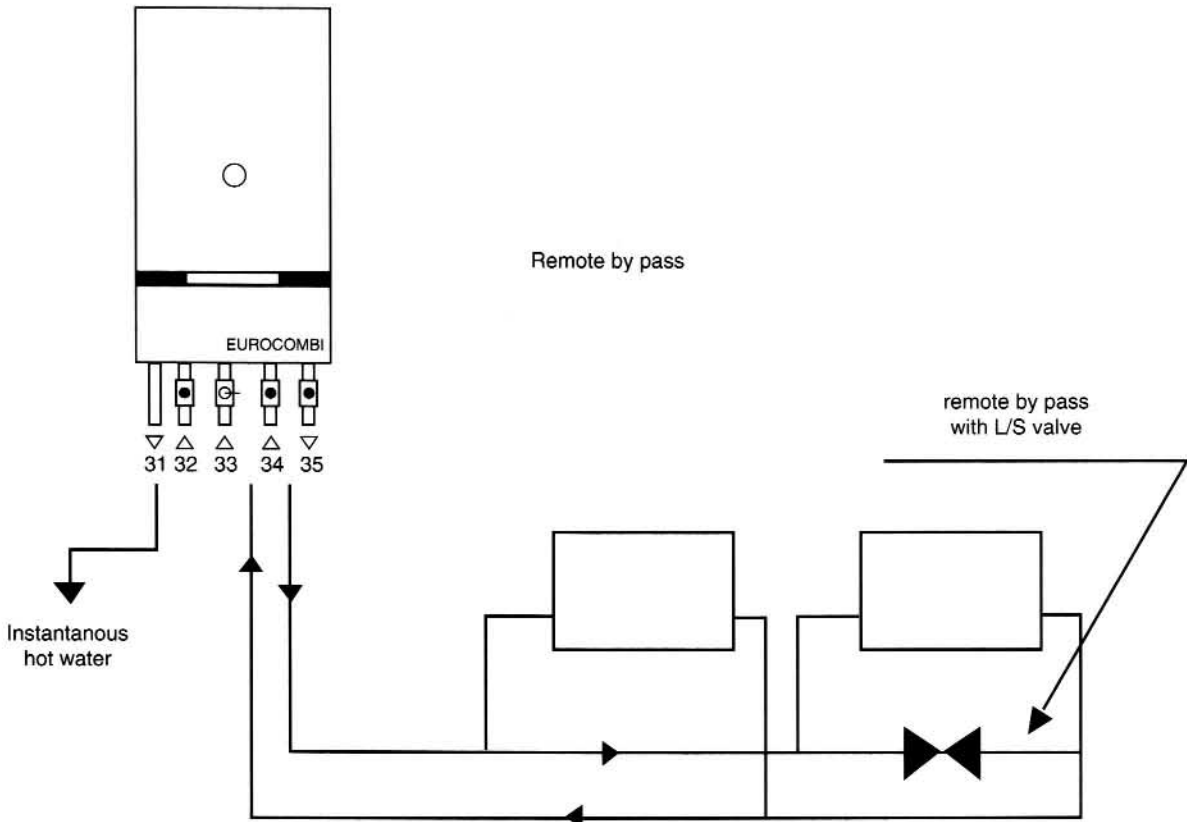 Remote by pass
EUROCOMBI
31 32 33 34 35
remote by pass
with L/S valve
Instantanous
hot water